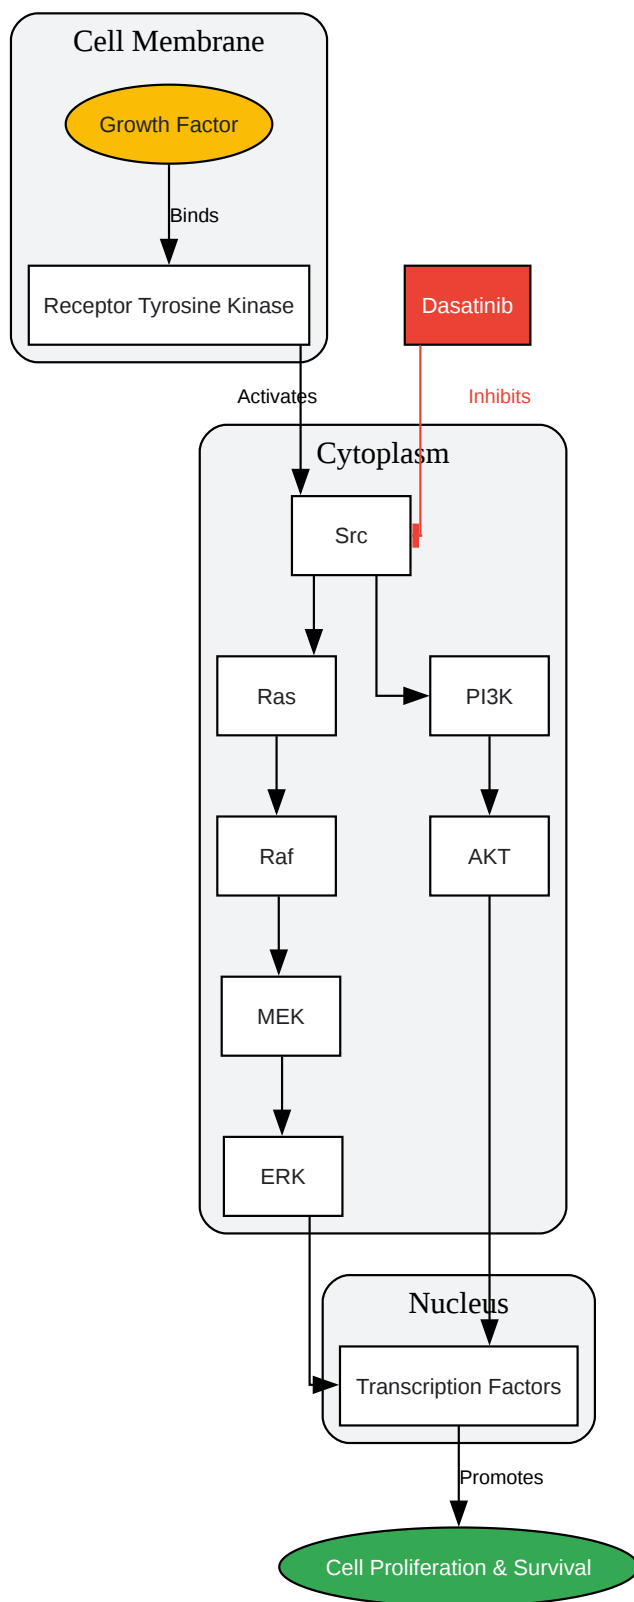 Cell Membrane
Growth Factor
Binds
Receptor Tyrosine Kinase
Dasatinib
Activates
Inhibits
Cytoplasm
Src
Ras
PI3K
Raf
AKT
MEK
ERK
Nucleus
Transcription Factors
Promotes
Cell Proliferation & Survival